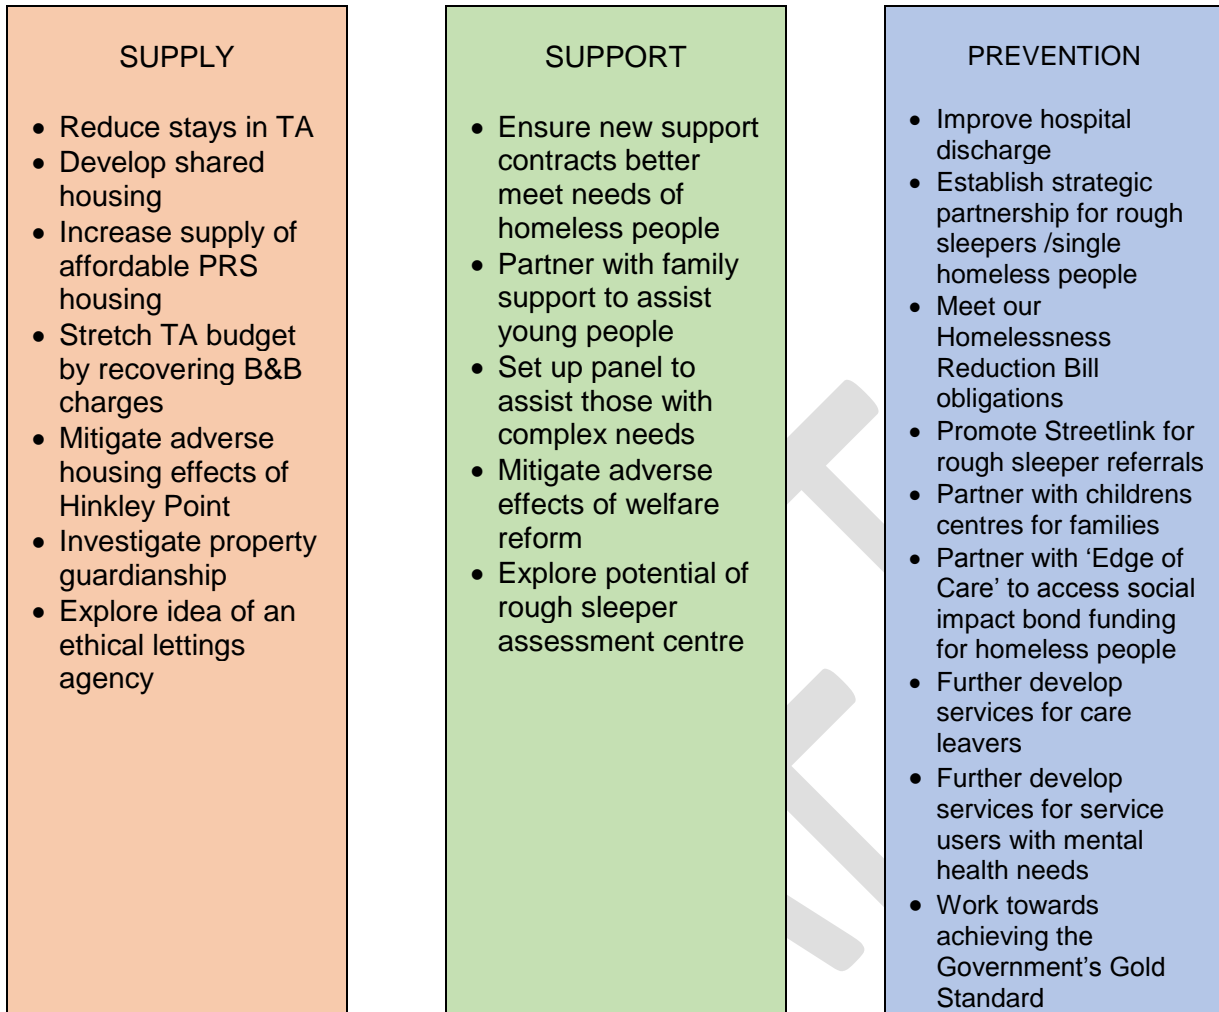 SUPPLY
• Reduce stays in TA
• Develop shared
housing
• Increase supply of
affordable PRS
housing
• Stretch TA budget
by recovering B&B
charges
• Mitigate adverse
housing effects of
Hinkley Point
• Investigate property
guardianship
• Explore idea of an
ethical lettings
agency
SUPPORT
• Ensure new support
contracts better
meet needs of
homeless people
• Partner with family
support to assist
young people
• Set up panel to
assist those with
complex needs
• Mitigate adverse
effects of welfare
reform
• Explore potential of
rough sleeper
assessment centre
PREVENTION
• Improve hospital
discharge
• Establish strategic
partnership for rough
sleepers /single
homeless people
• Meet our
Homelessness
Reduction Bill
obligations
• Promote Streetlink for
rough sleeper referrals
• Partner with childrens
centres for families
• Partner with ‘Edge of
Care’ to access social
impact bond funding
for homeless people
• Further develop
services for care
leavers
• Further develop
services for service
users with mental
health needs
• Work towards
achieving the
Government’s Gold
Standard